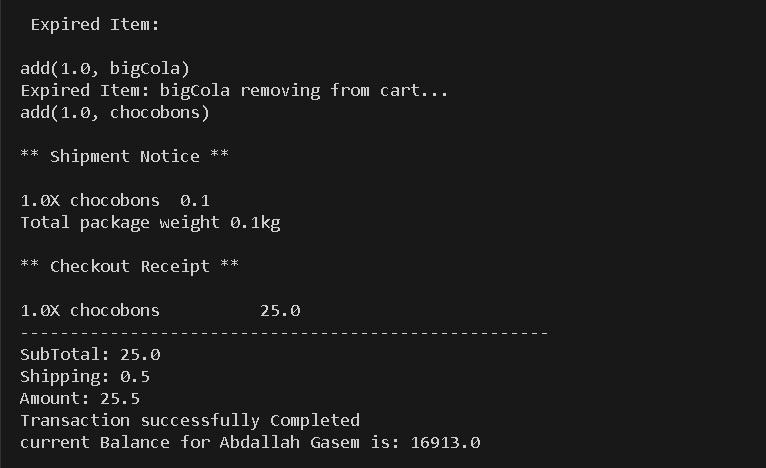 Expired Item:
add(1.0, bigCola)
Expired Item: bigCola removing from cart...
add(1.0, chocobons)
** Shipment Notice **
1.0X chocobons  0.1
Total package weight 0.1kg
** Checkout Receipt **
1.0X chocobons          25.0
-----------------------------------------------------
SubTotal: 25.0
Shipping: 0.5
Amount: 25.5
Transaction successfully Completed
current Balance for Abdallah Gasem is: 16913.0